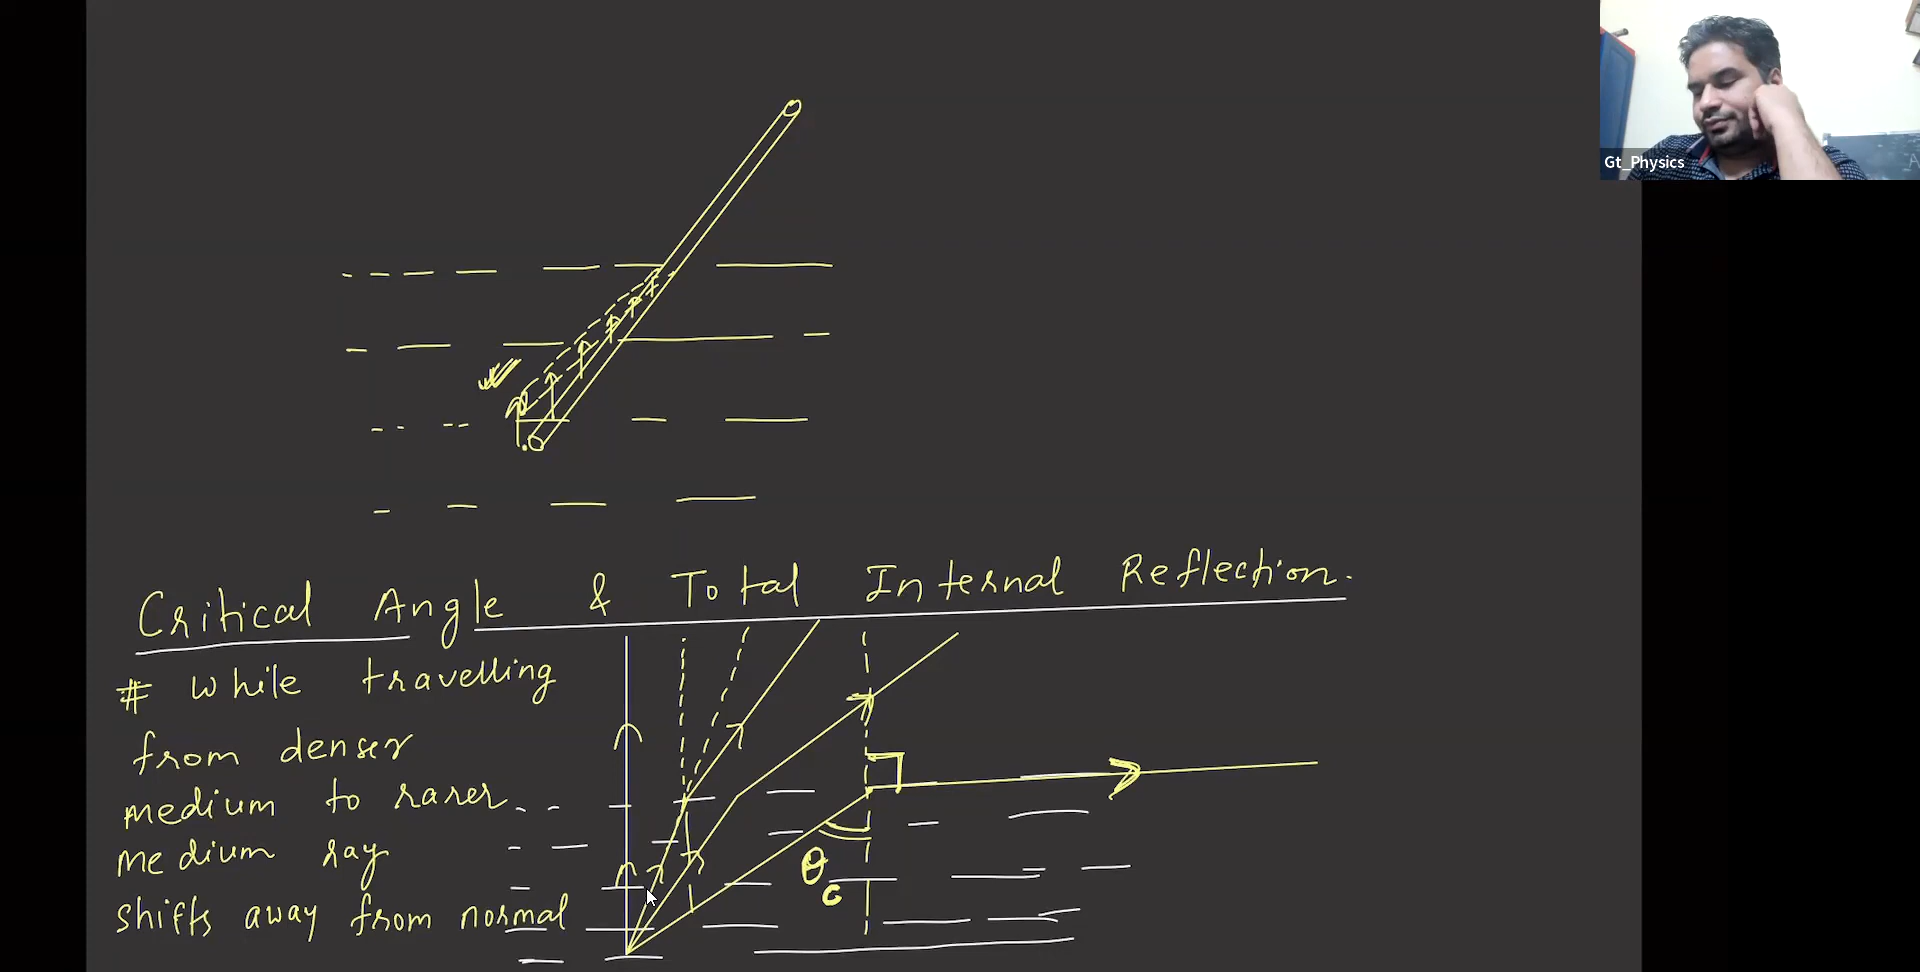 Gt_Physics
Critical Angle & Total Internal Reflection.
# While travelling
from denser
medium to rarer
medium ray
shifts away from normal
θc